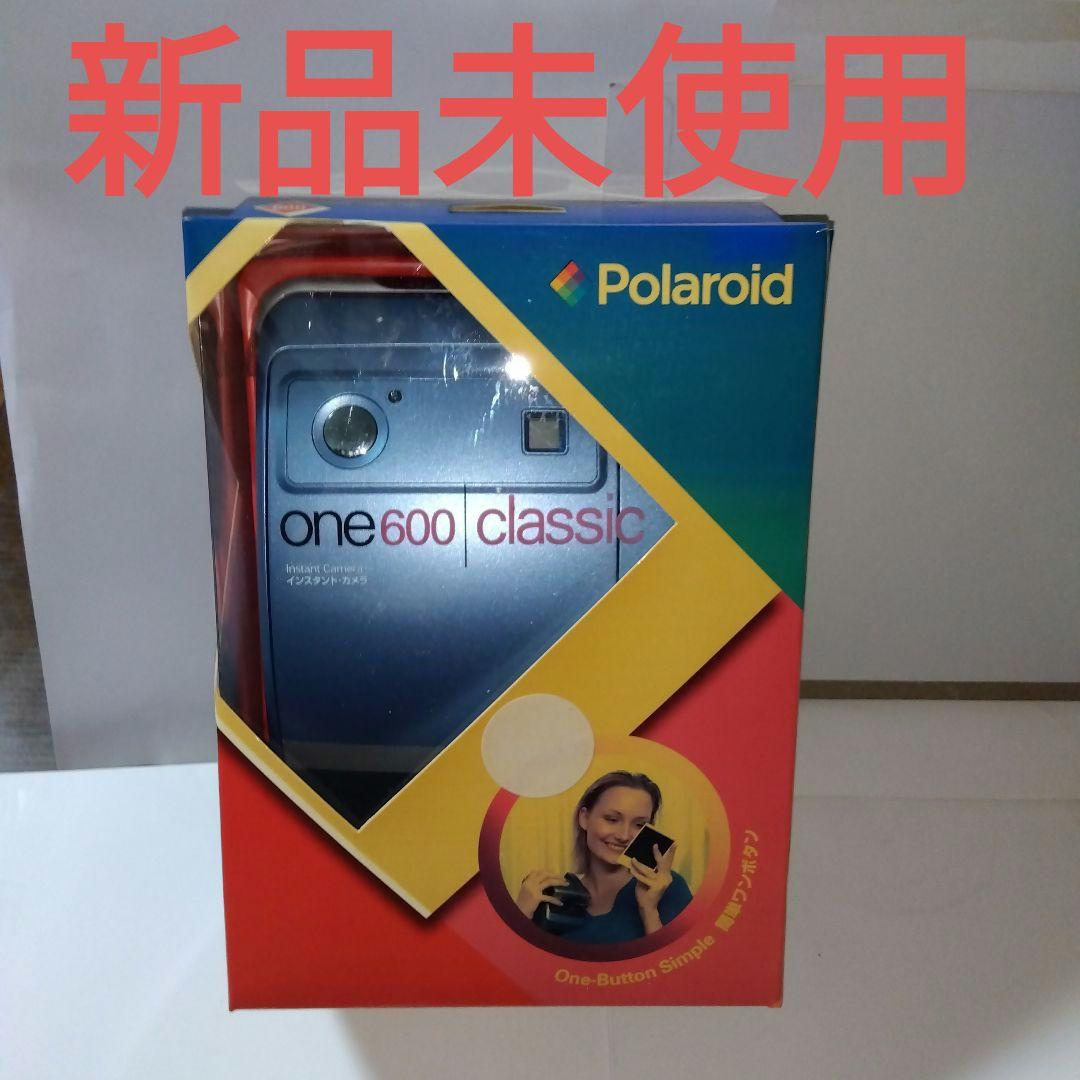 新品未使用
600
Polaroid
one600 classic
Instant Camera
インスタント・カメラ
One-Button Simple 簡単ワンボタン